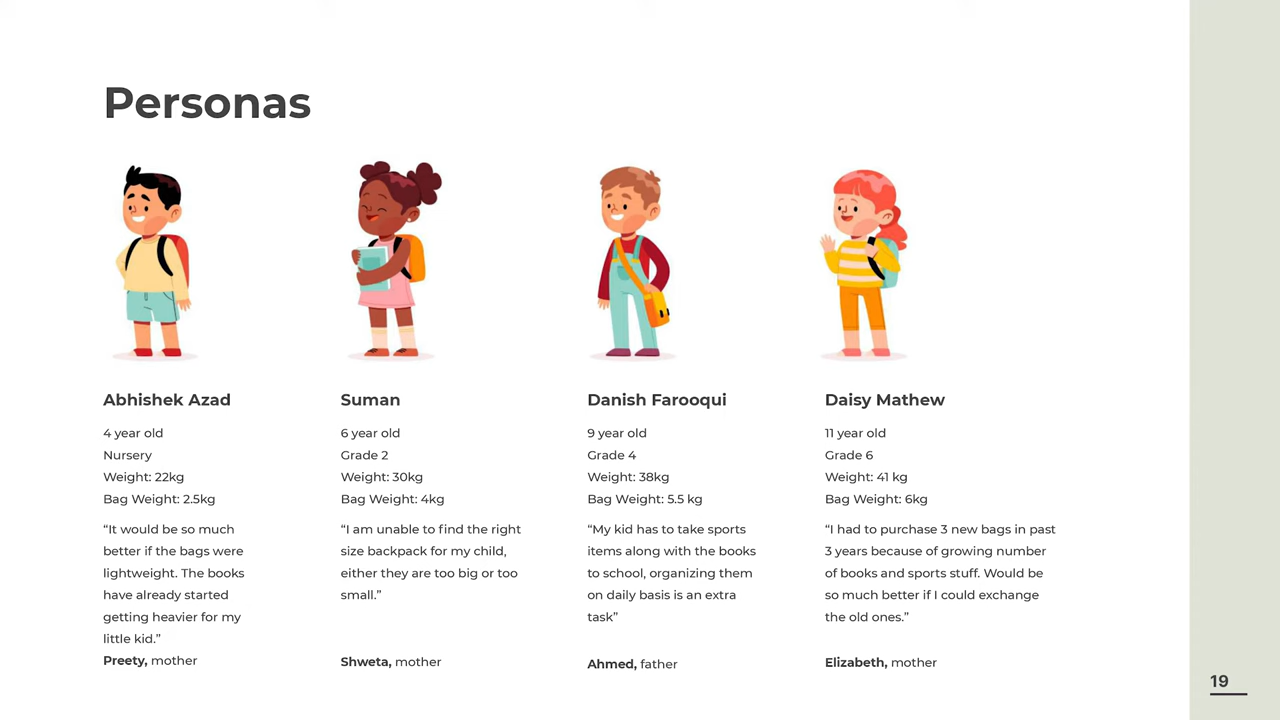 Personas
Abhishek Azad
4 year old
Nursery
Weight: 22kg
Bag Weight: 2.5kg
“It would be so much
better if the bags were
lightweight. The books
have already started
getting heavier for my
little kid.”
Preety, mother
Suman
6 year old
Grade 2
Weight: 30kg
Bag Weight: 4kg
“I am unable to find the right
size backpack for my child,
either they are too big or too
small.”
Shweta, mother
Danish Farooqui
9 year old
Grade 4
Weight: 38kg
Bag Weight: 5.5 kg
“My kid has to take sports
items along with the books
to school, organizing them
on daily basis is an extra
task”
Ahmed, father
Daisy Mathew
11 year old
Grade 6
Weight: 41 kg
Bag Weight: 6kg
“I had to purchase 3 new bags in past
3 years because of growing number
of books and sports stuff. Would be
so much better if I could exchange
the old ones.”
Elizabeth, mother
19